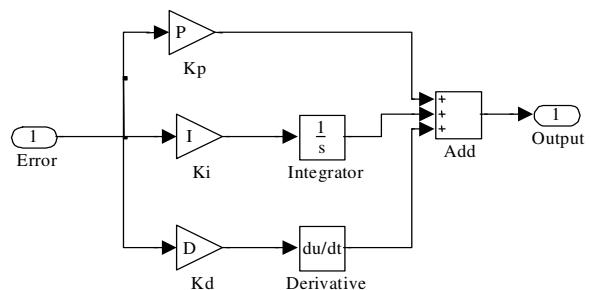 P
Kp
+
+
+
1
Error
I
Ki
1
s
Integrator
Add
1
Output
D
Kd
du/dt
Derivative